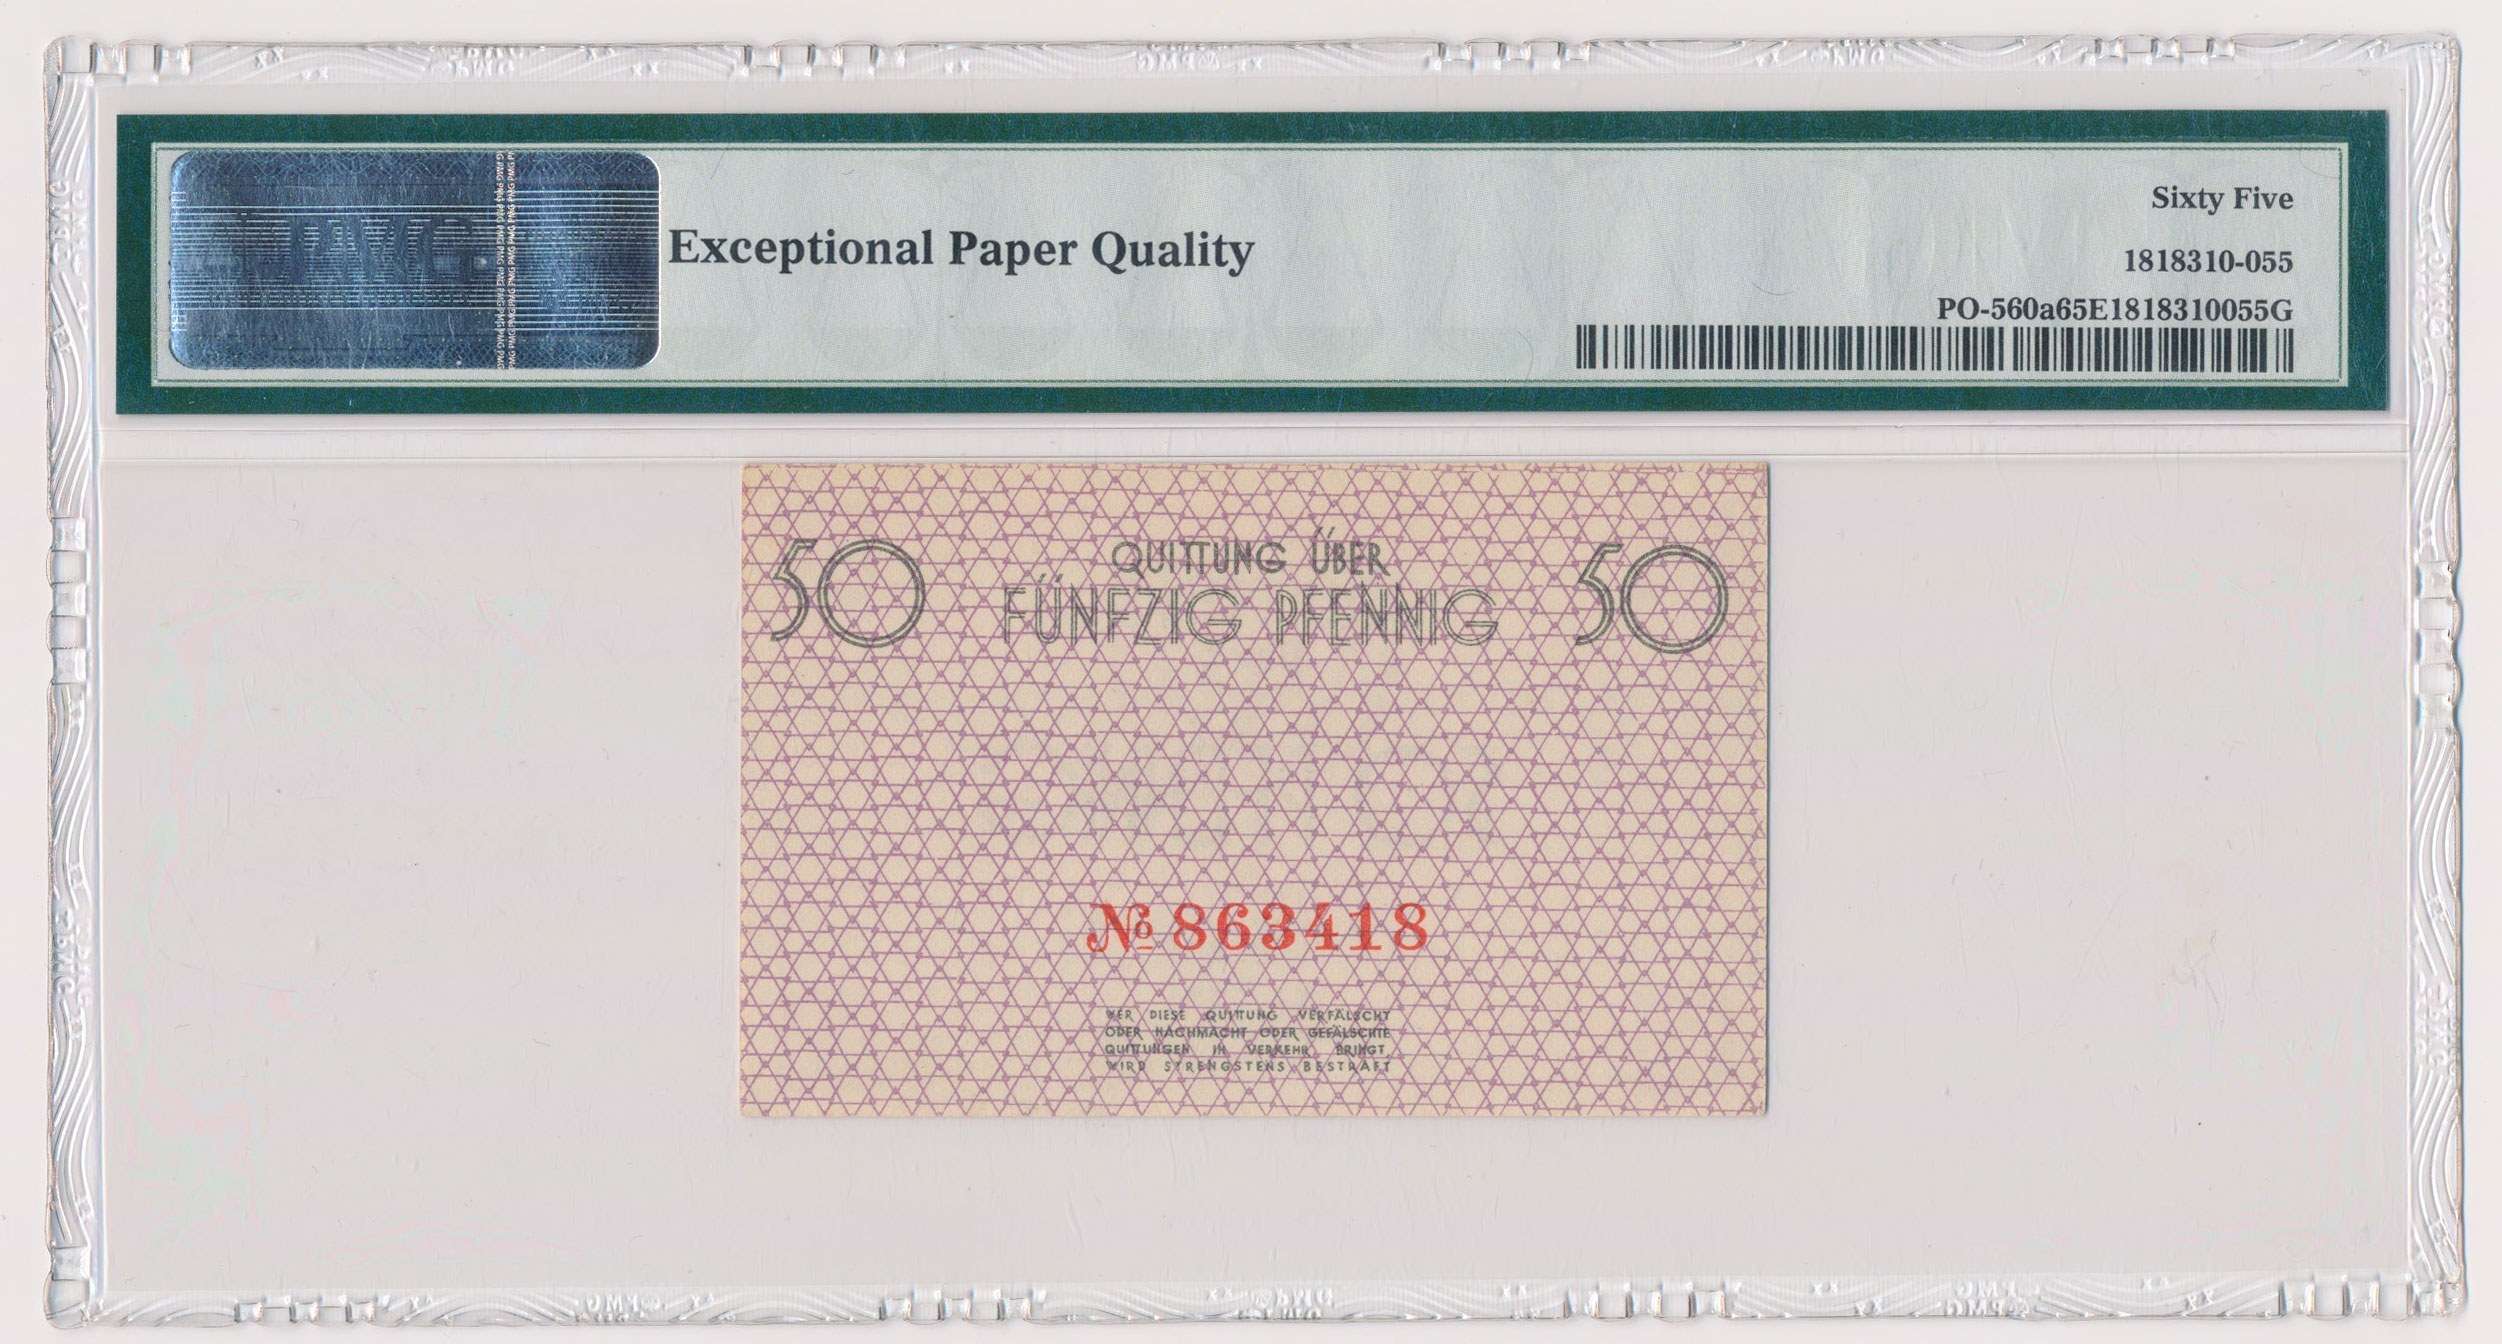 PMG
Exceptional Paper Quality
Sixty Five
1818310-055
PO-560a65E1818310055G
50
QUITTUNG ÜBER
FÜNFZIG PFENNIG
50
№ 863418
WER DIESE QUITTUNG VERFÄLSCHT
ODER NACHMACHT ODER GEFÄLSCHTE
QUITTUNGEN IN VERKEHR BRINGT,
WIRD STRENGSTENS BESTRAFT